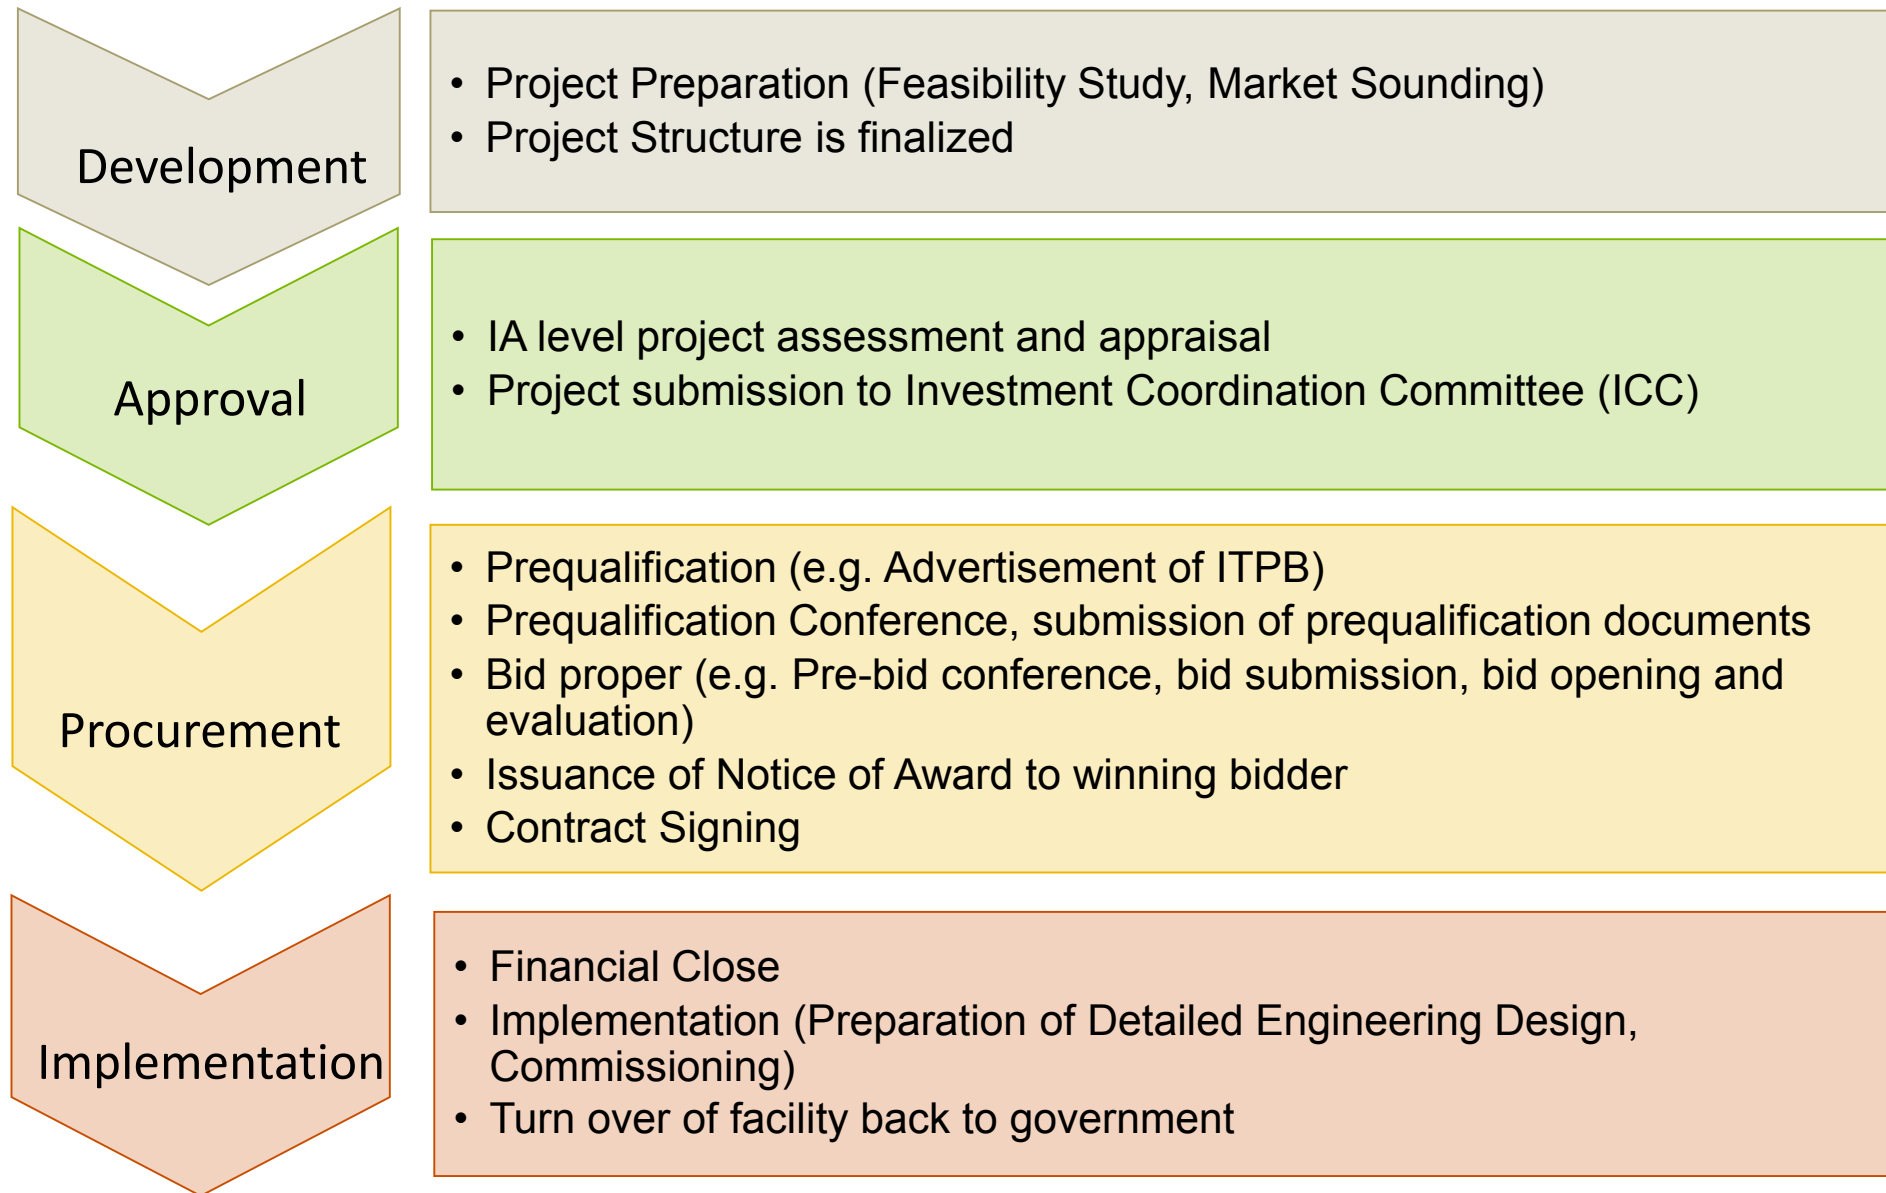 Development
• Project Preparation (Feasibility Study, Market Sounding)
• Project Structure is finalized
Approval
• IA level project assessment and appraisal
• Project submission to Investment Coordination Committee (ICC)
Procurement
• Prequalification (e.g. Advertisement of ITPB)
• Prequalification Conference, submission of prequalification documents
• Bid proper (e.g. Pre-bid conference, bid submission, bid opening and
evaluation)
• Issuance of Notice of Award to winning bidder
• Contract Signing
Implementation
• Financial Close
• Implementation (Preparation of Detailed Engineering Design,
Commissioning)
• Turn over of facility back to government